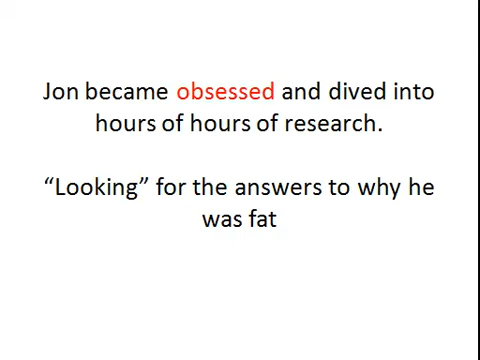 Jon became obsessed and dived into
hours of hours of research.
“Looking” for the answers to why he
was fat